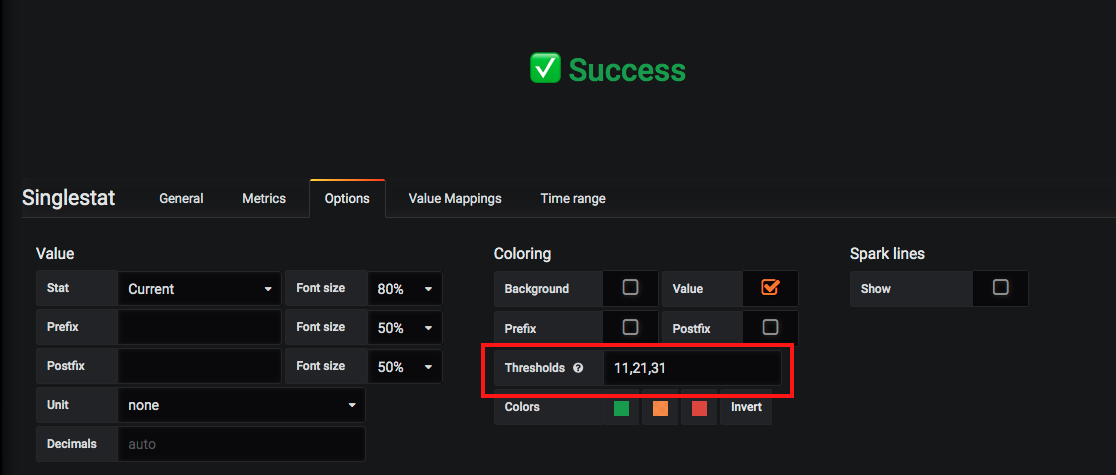 ✅ Success
Singlestat General Metrics Options Value Mappings Time range
Value
Stat Current Font size 80%
Prefix Font size 50%
Postfix Font size 50%
Unit none
Decimals auto
Coloring
Background Value
Prefix Postfix
Thresholds 11,21,31
Colors Invert
Spark lines
Show